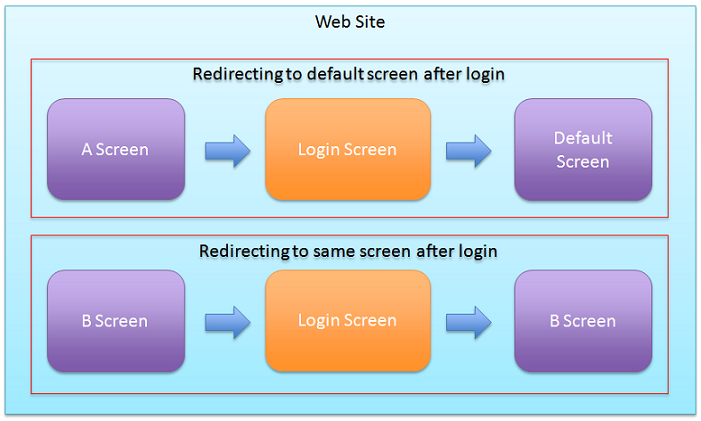 Web Site
Redirecting to default screen after login
A Screen
Login Screen
Default
Screen
Redirecting to same screen after login
B Screen
Login Screen
B Screen